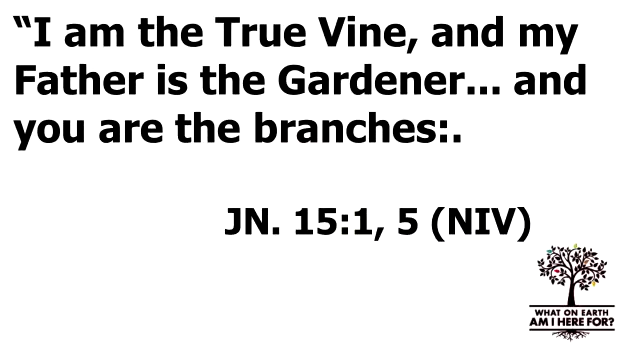 “I am the True Vine, and my
Father is the Gardener... and
you are the branches:.
JN. 15:1, 5 (NIV)
WHAT ON EARTH
AM I HERE FOR?